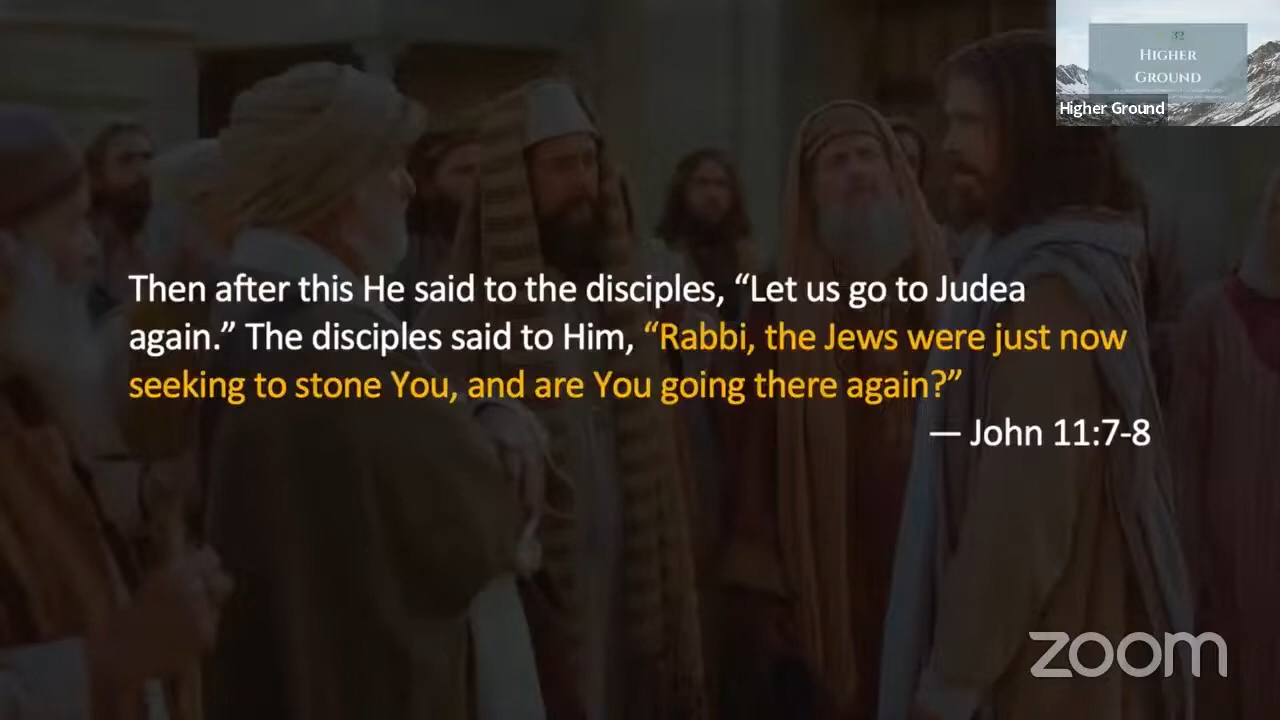 32
HIGHER
GROUND
Higher Ground
Then after this He said to the disciples, “Let us go to Judea
again.” The disciples said to Him, “Rabbi, the Jews were just now
seeking to stone You, and are You going there again?”
— John 11:7-8
zoom